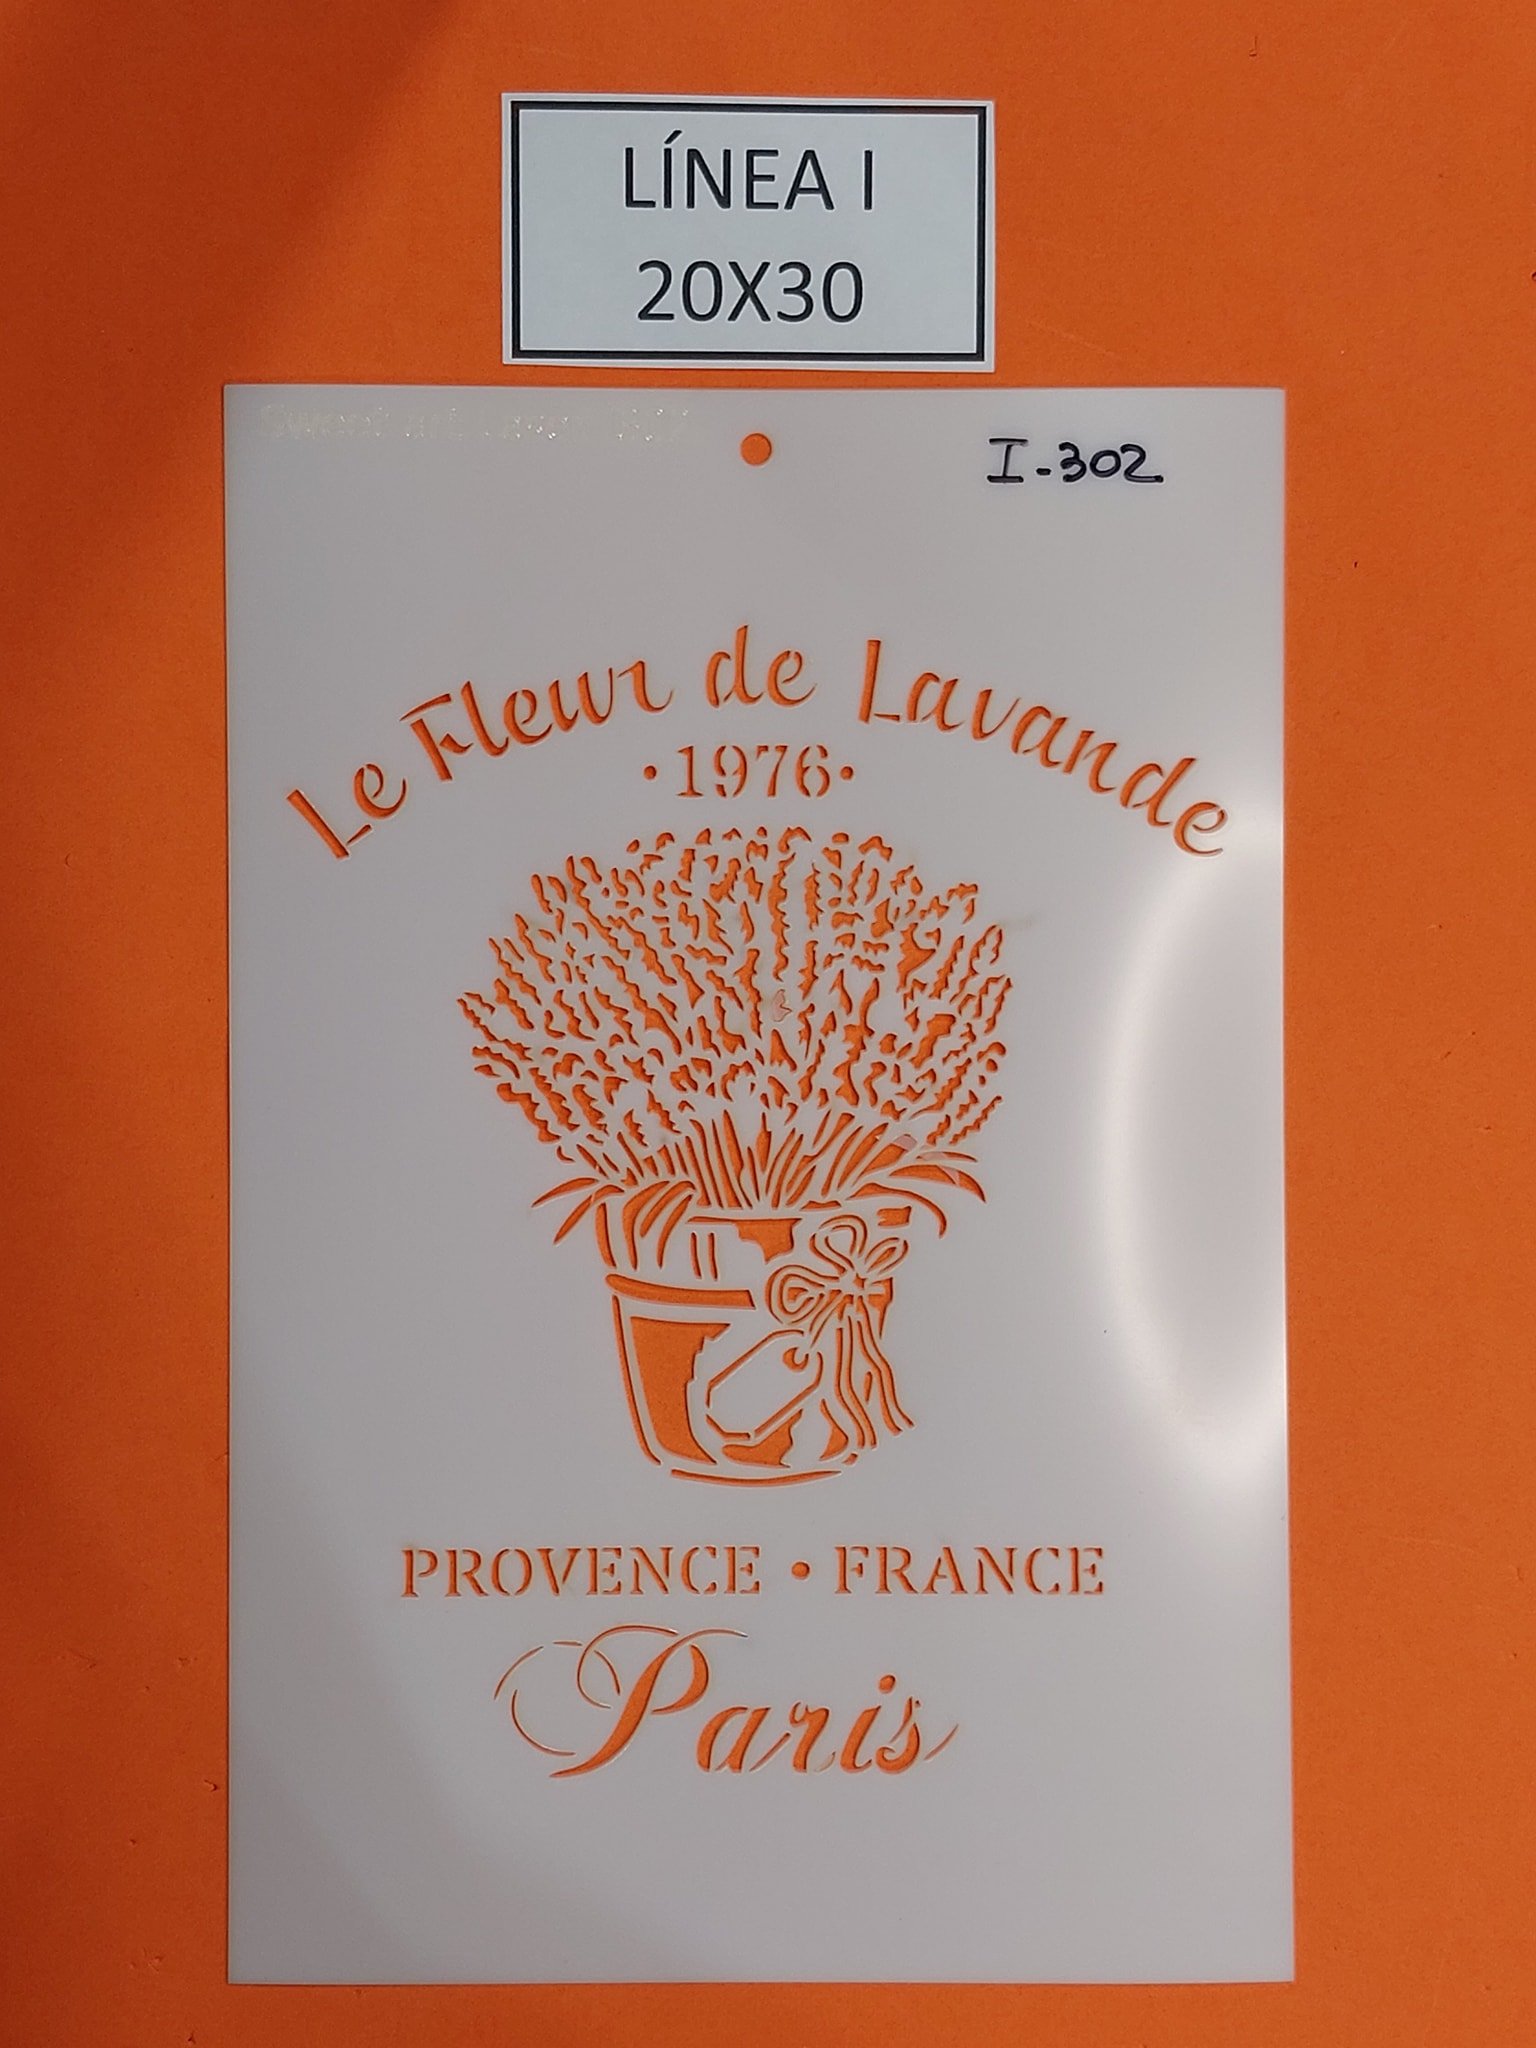 LÍNEA I
20X30
I-302
Le Fleur de Lavande
•1976•
PROVENCE • FRANCE
Paris